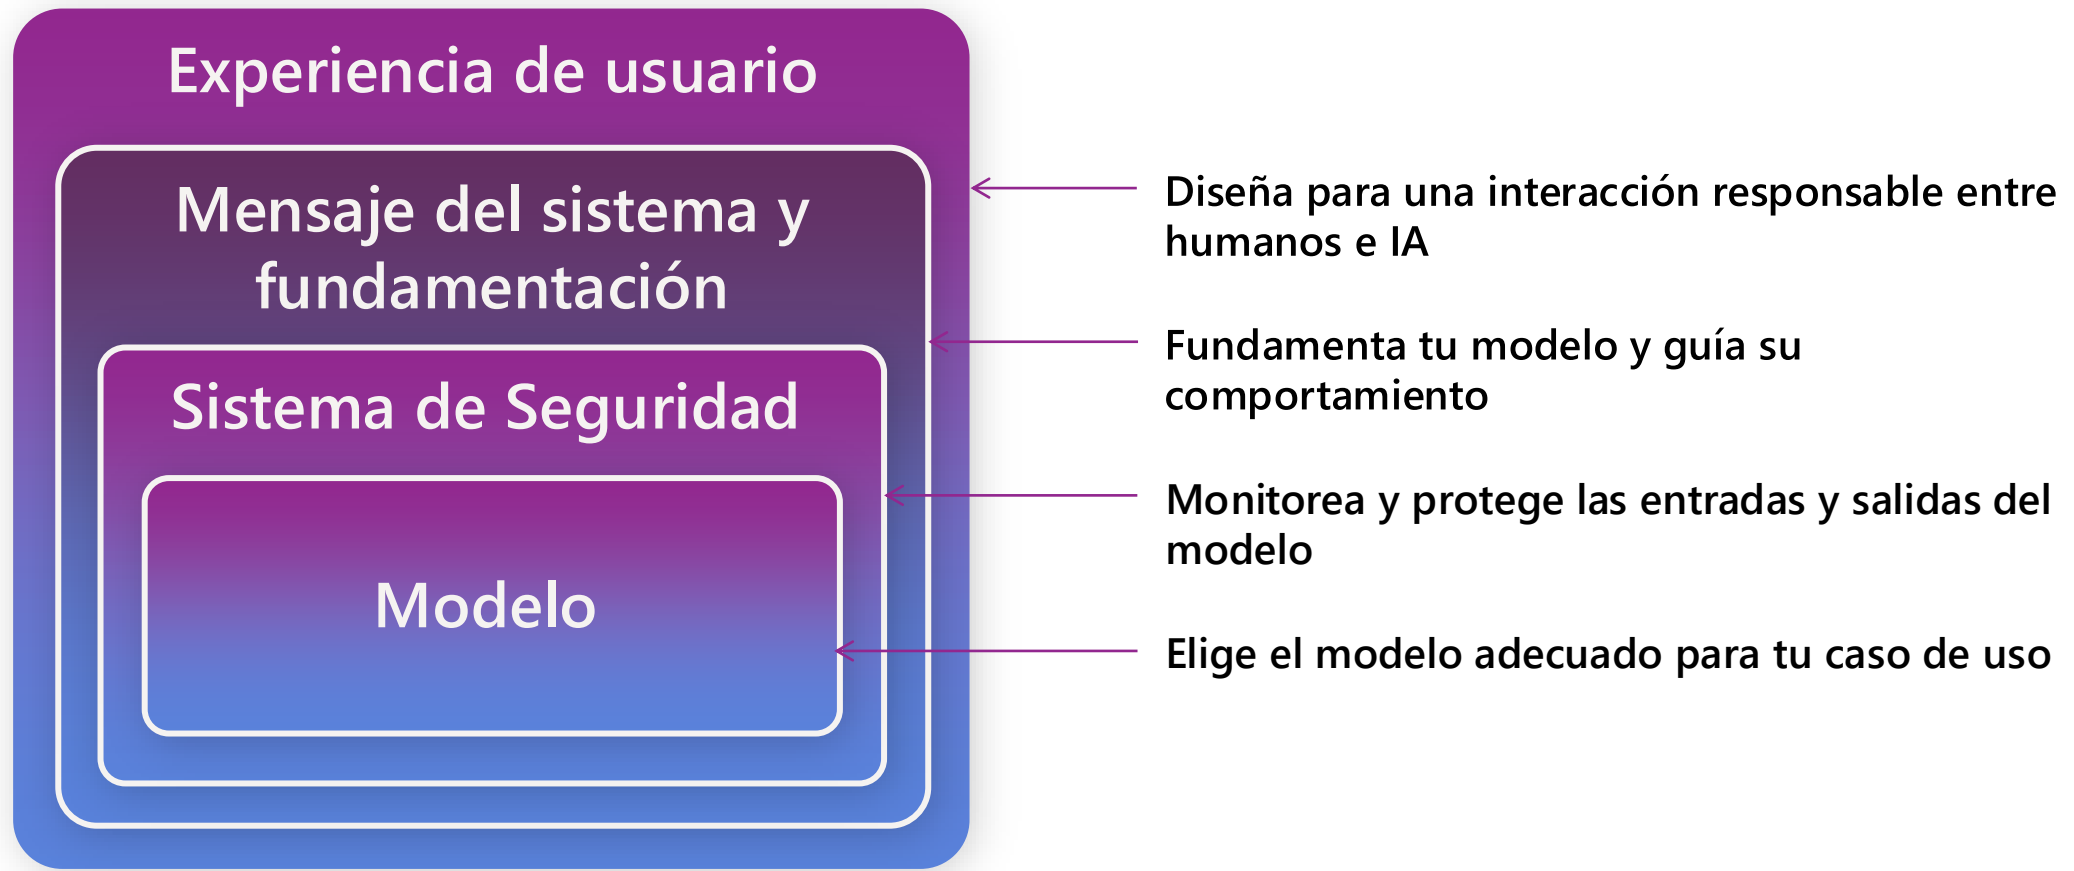 Experiencia de usuario
Mensaje del sistema y
fundamentación
Sistema de Seguridad
Modelo
Diseña para una interacción responsable entre
humanos e IA
Fundamenta tu modelo y guía su
comportamiento
Monitorea y protege las entradas y salidas del
modelo
Elige el modelo adecuado para tu caso de uso